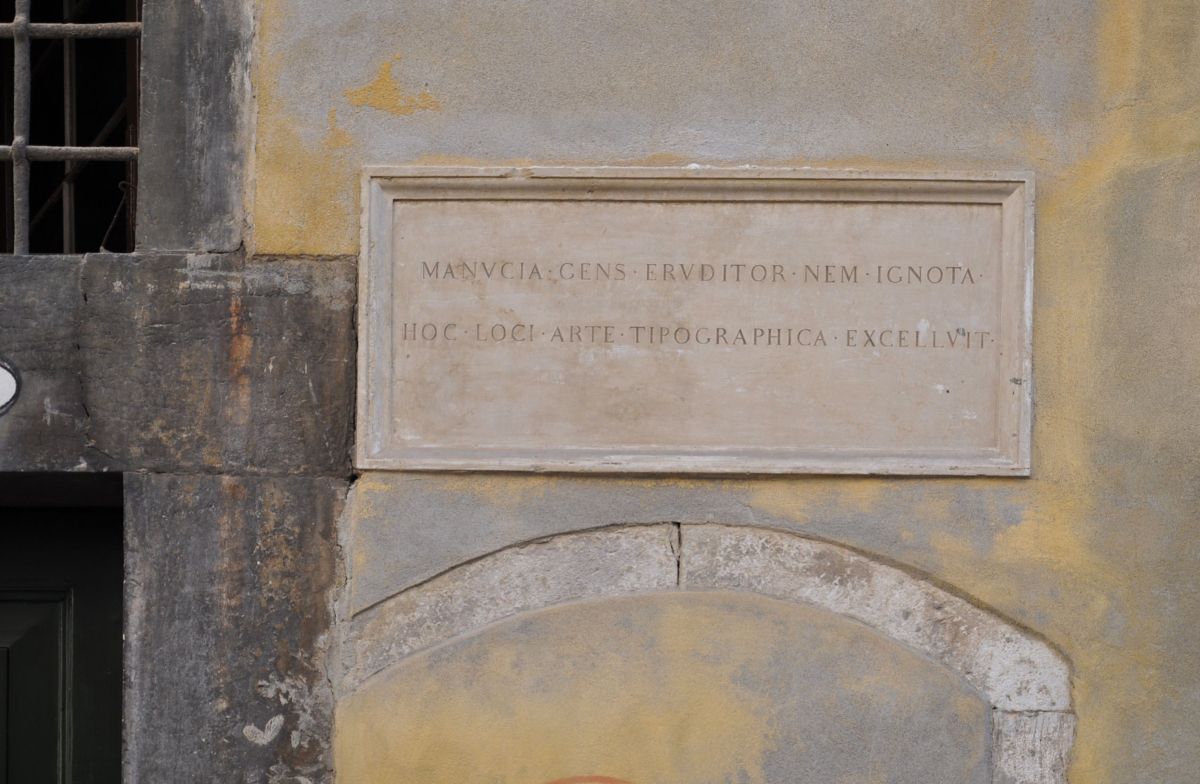 MANVCIA · GENS · ERVDITOR · NEM · IGNOTA ·
HOC · LOCI · ARTE · TIPOGRAPHICA · EXCELLVIT ·